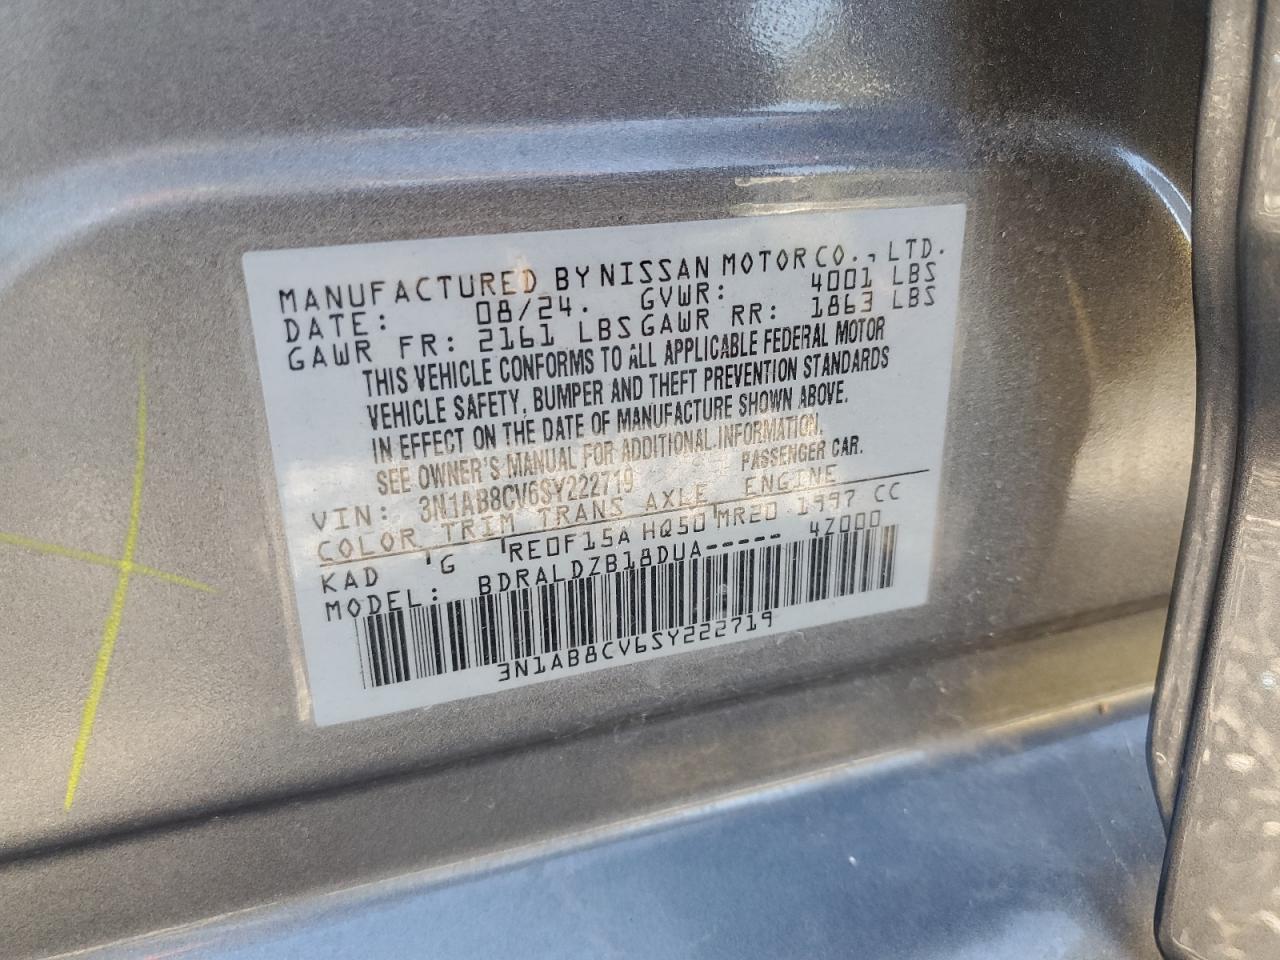 MANUFACTURED BY NISSAN MOTOR CO., LTD.
DATE: 08/24. GVWR: 4001 LBS
GAWR FR: 2161 LBS GAWR RR: 1863 LBS
THIS VEHICLE CONFORMS TO ALL APPLICABLE FEDERAL MOTOR
VEHICLE SAFETY, BUMPER AND THEFT PREVENTION STANDARDS
IN EFFECT ON THE DATE OF MANUFACTURE SHOWN ABOVE.
SEE OWNER'S MANUAL FOR ADDITIONAL INFORMATION.
VIN: 3N1AB8CV6SY222719 PASSENGER CAR.
COLOR TRIM TRANS AXLE ENGINE
KAD 'G 'RE0F15A HQ50 'MR20 1997 CC
MODEL: BDRALDZB18DUA----- 4Z000
3N1AB8CV6SY222719